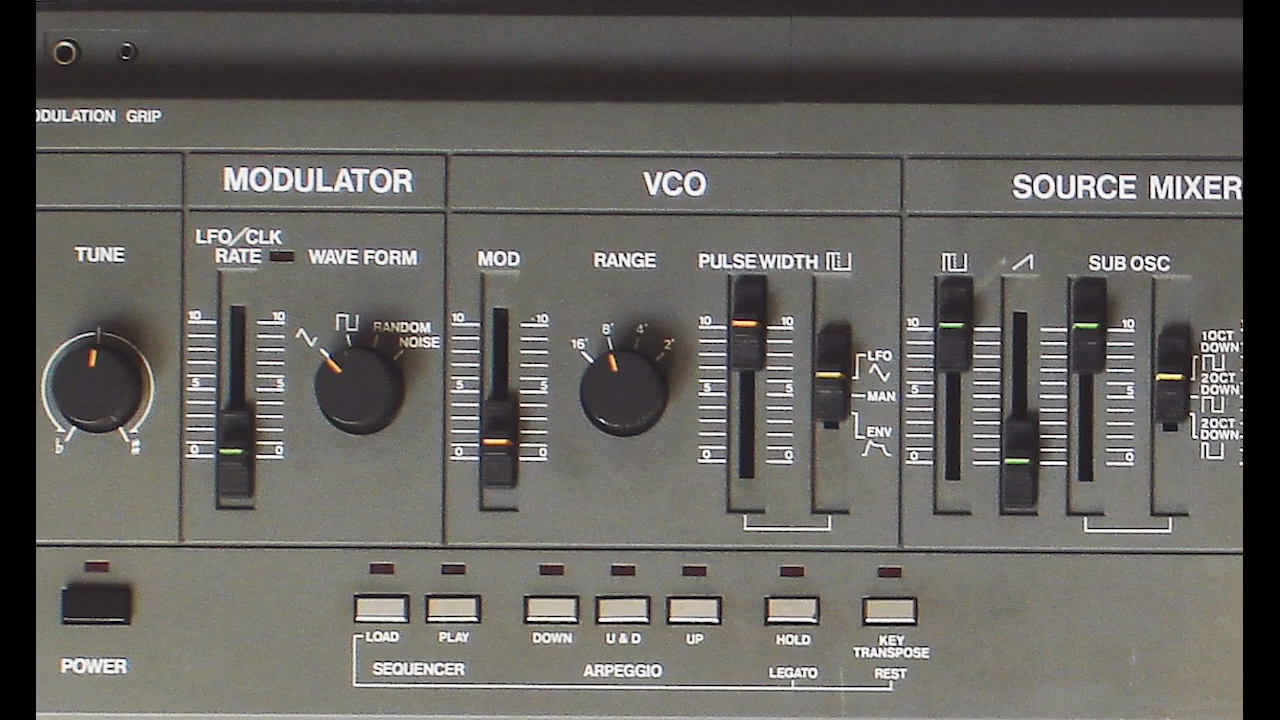 ODULATION GRIP
MODULATOR
VCO
SOURCE MIXER
TUNE
LFO/CLK
RATE
WAVE FORM
MOD
RANGE
PULSE WIDTH
SUB OSC
10 10
5 5
0 0
RANDOM
NOISE
10 10
5 5
0 0
16' 8' 4' 2'
10 10
5 5
0 0
LFO
MAN
ENV
10
5
0
10
5
0
1OCT
DOWN
2OCT
DOWN
2OCT
DOWN
POWER
LOAD
PLAY
DOWN
U & D
UP
HOLD
KEY
TRANSPOSE
SEQUENCER
ARPEGGIO
LEGATO
REST